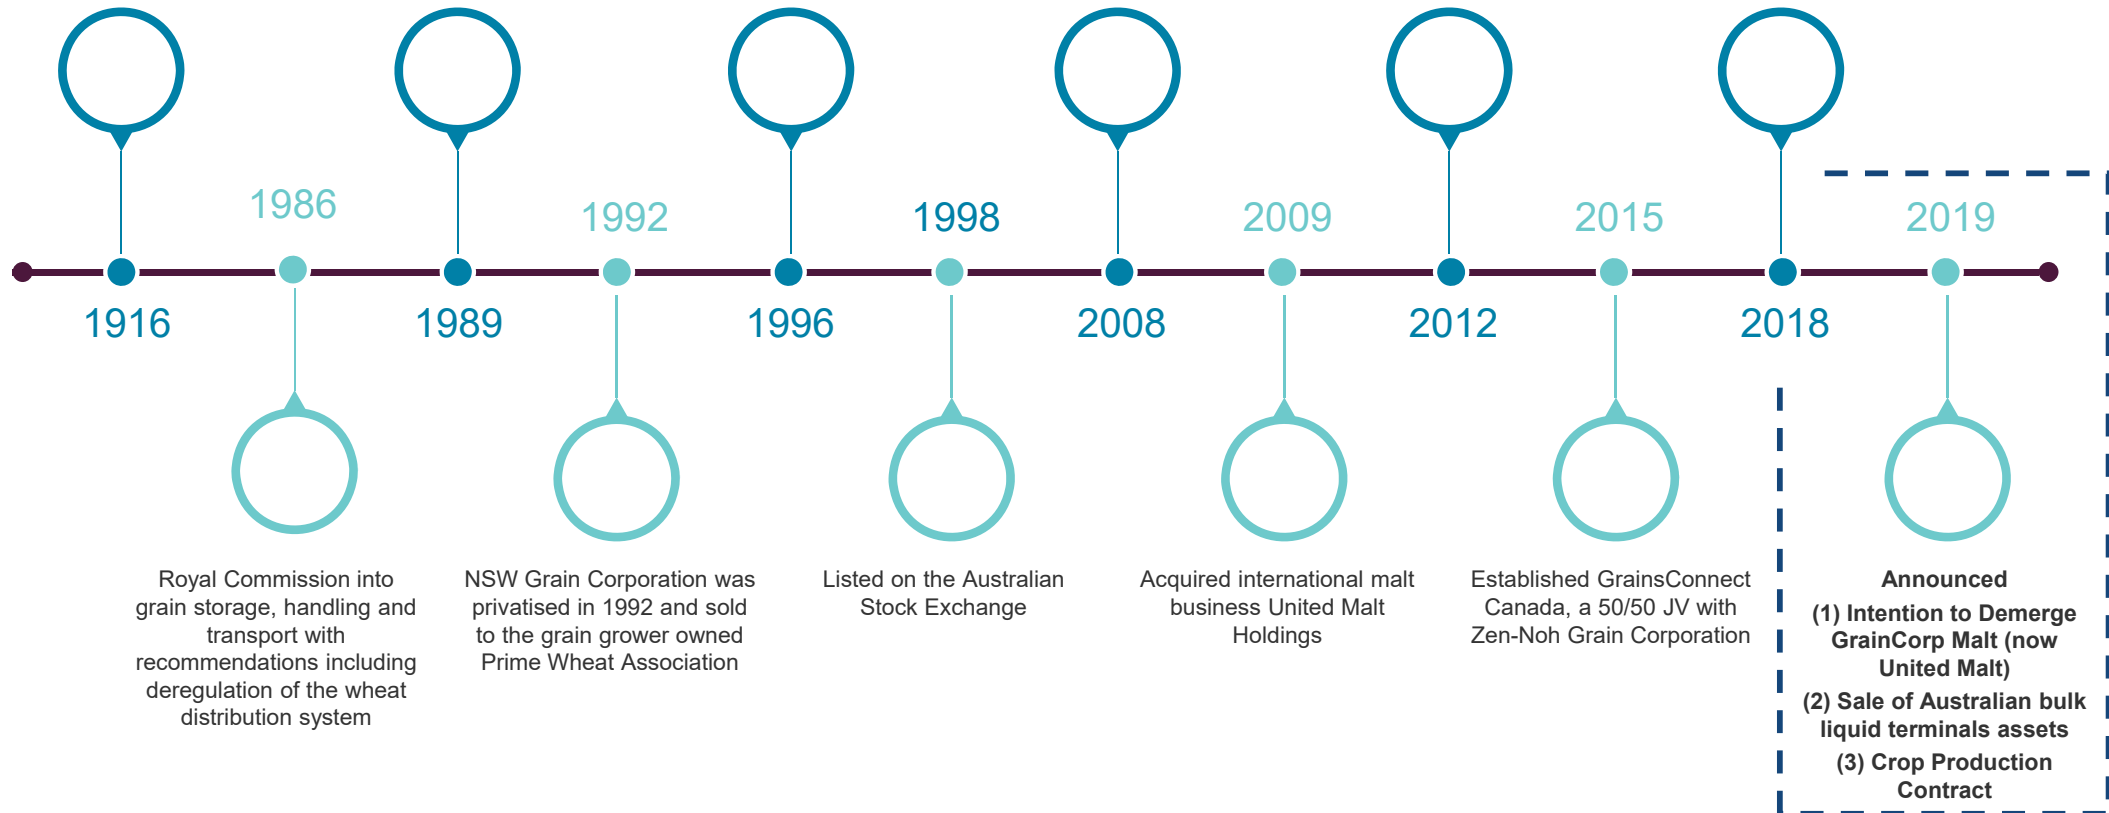 1986
1992
1998
2009
2015
2019
1916
1989
1996
2008
2012
2018
Royal Commission into
grain storage, handling and
transport with
recommendations including
deregulation of the wheat
distribution system
NSW Grain Corporation was
privatised in 1992 and sold
to the grain grower owned
Prime Wheat Association
Listed on the Australian
Stock Exchange
Acquired international malt
business United Malt
Holdings
Established GrainsConnect
Canada, a 50/50 JV with
Zen-Noh Grain Corporation
Announced
(1) Intention to Demerge
GrainCorp Malt (now
United Malt)
(2) Sale of Australian bulk
liquid terminals assets
(3) Crop Production
Contract